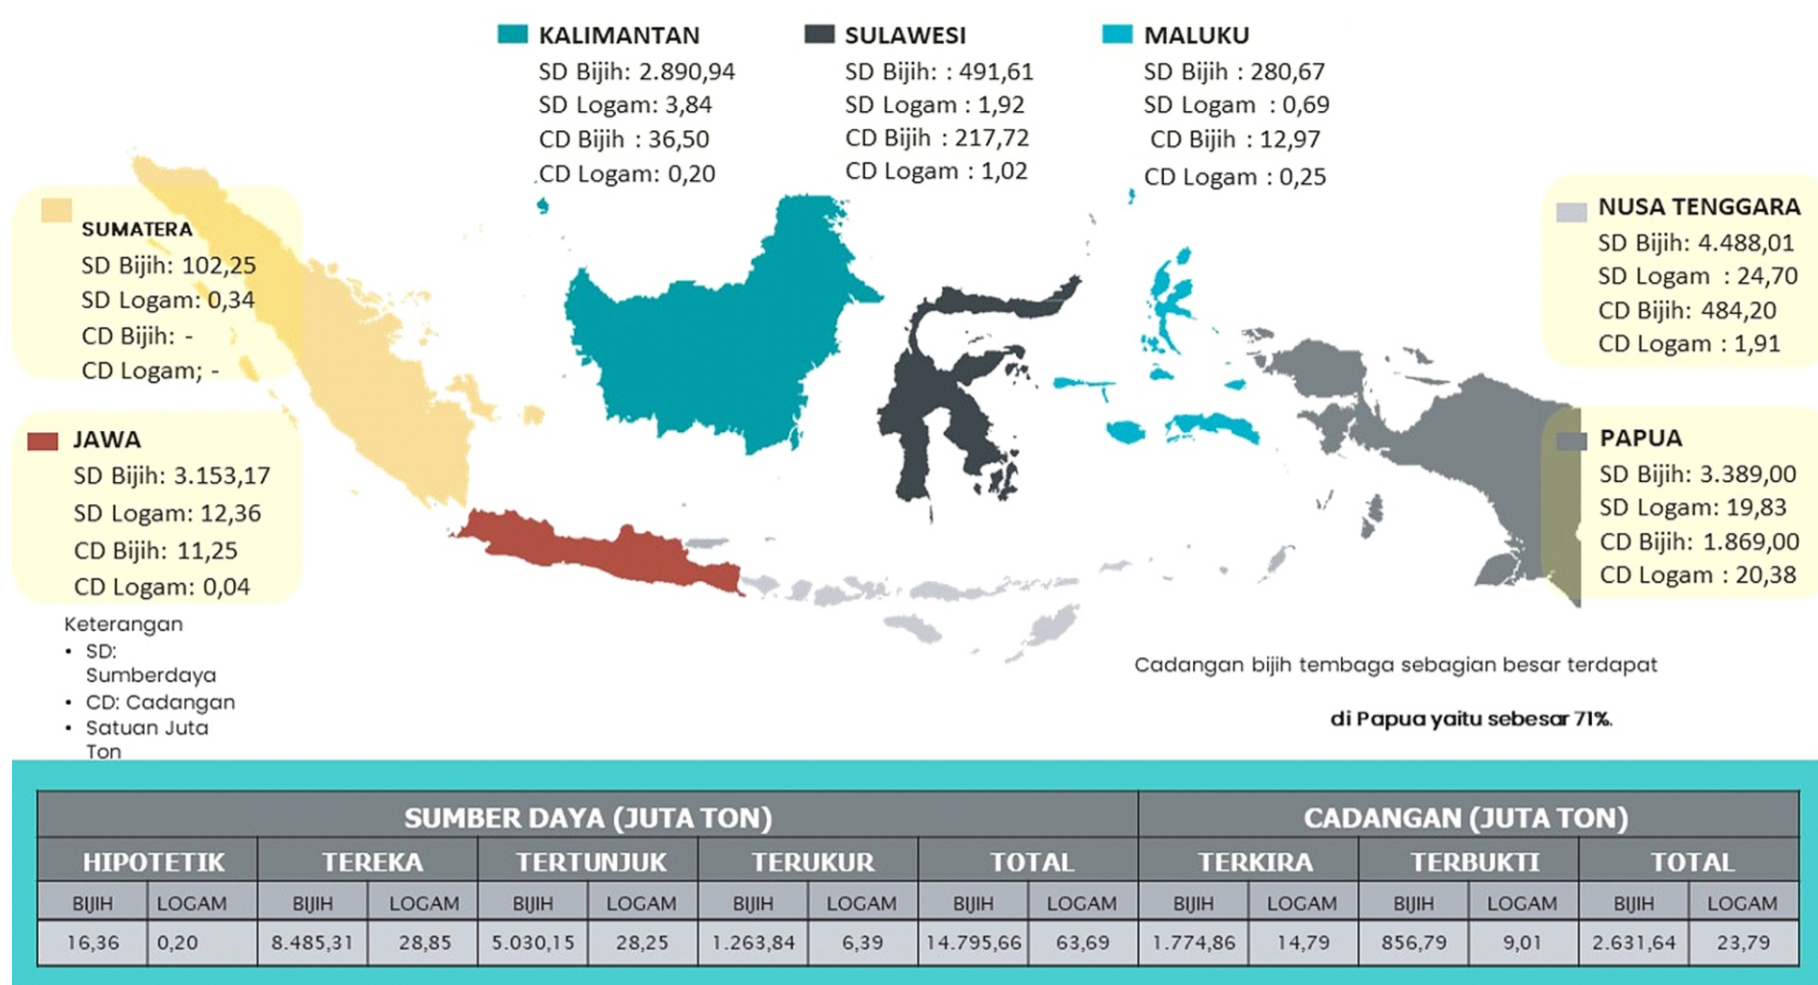 KALIMANTAN
SD Bijih: 2.890,94
SD Logam: 3,84
CD Bijih : 36,50
CD Logam: 0,20
SULAWESI
SD Bijih: : 491,61
SD Logam : 1,92
CD Bijih : 217,72
CD Logam : 1,02
MALUKU
SD Bijih : 280,67
SD Logam : 0,69
CD Bijih : 12,97
CD Logam : 0,25
SUMATERA
SD Bijih: 102,25
SD Logam: 0,34
CD Bijih: -
CD Logam; -
NUSA TENGGARA
SD Bijih: 4.488,01
SD Logam : 24,70
CD Bijih: 484,20
CD Logam : 1,91
JAWA
SD Bijih: 3.153,17
SD Logam: 12,36
CD Bijih: 11,25
CD Logam: 0,04
PAPUA
SD Bijih: 3.389,00
SD Logam: 19,83
CD Bijih: 1.869,00
CD Logam : 20,38
Keterangan
• SD:
Sumberdaya
• CD: Cadangan
• Satuan Juta
Ton
Cadangan bijih tembaga sebagian besar terdapat
di Papua yaitu sebesar 71%.
SUMBER DAYA (JUTA TON) CADANGAN (JUTA TON)
HIPOTETIK TEREKA TERTUNJUK TERUKUR TOTAL TERKIRA TERBUKTI TOTAL
BIJIH LOGAM BIJIH LOGAM BIJIH LOGAM BIJIH LOGAM BIJIH LOGAM BIJIH LOGAM BIJIH LOGAM BIJIH LOGAM
16,36 0,20 8.485,31 28,85 5.030,15 28,25 1.263,84 6,39 14.795,66 63,69 1.774,86 14,79 856,79 9,01 2.631,64 23,79